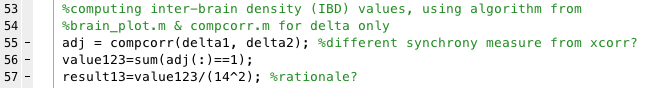 53 %computing inter-brain density (IBD) values, using algorithm from
54 %brain_plot.m & compcorr.m for delta only
55 - adj = compcorr(delta1, delta2); %different synchrony measure from xcorr?
56 - value123=sum(adj(:)==1);
57 - result13=value123/(14^2); %rationale?